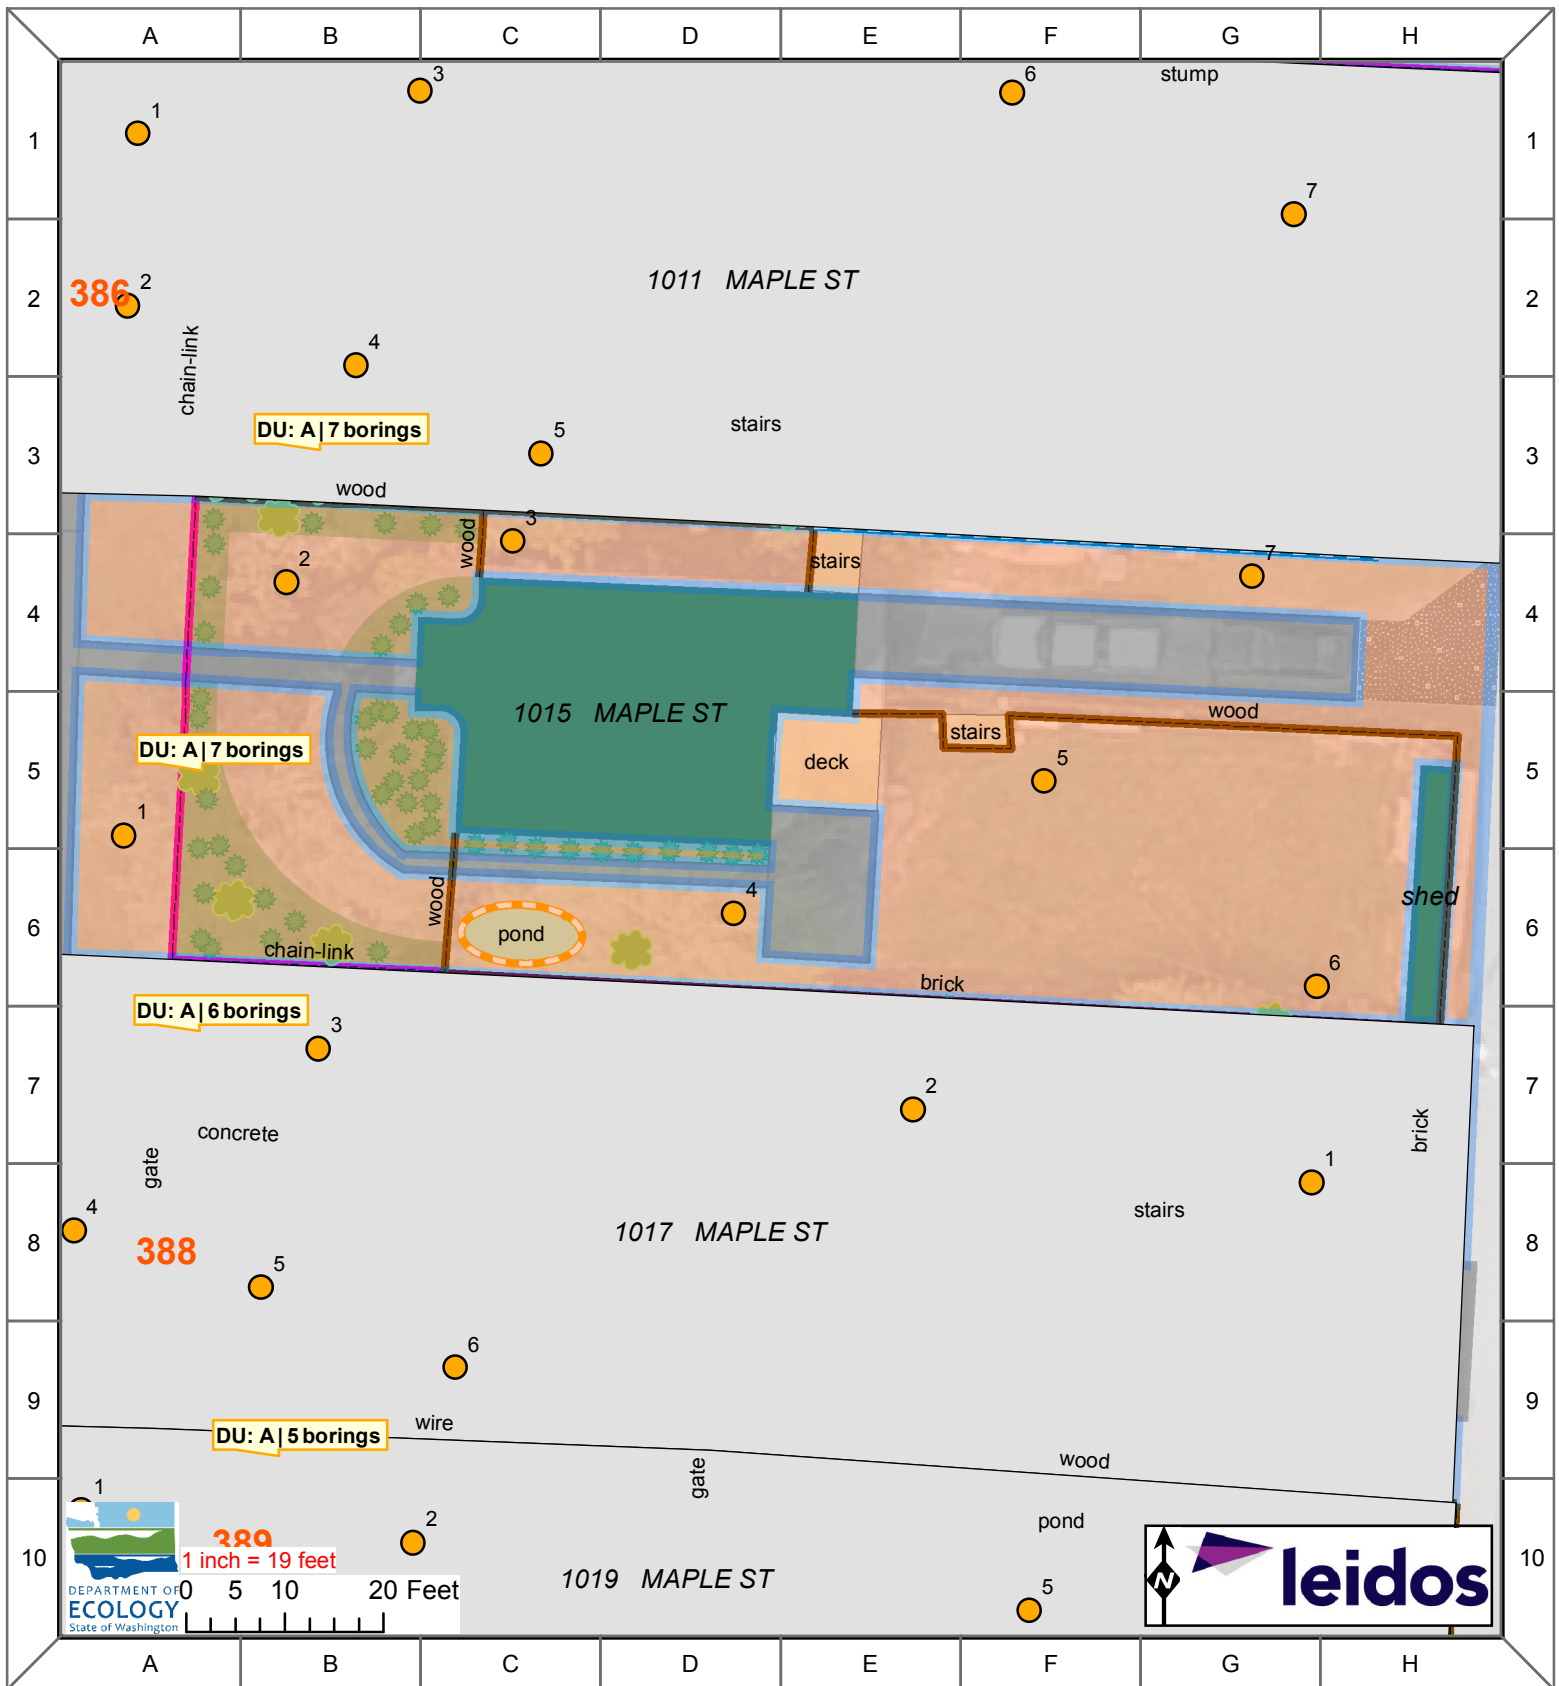 A B C D E F G H
3
6
stump
1
1 1
7
1011 MAPLE ST
386 2
2 2
4
chain-link
stairs
DU: A | 7 borings
5
3 3
wood
3
wood
7
2
stairs
4 4
1015 MAPLE ST
wood
stairs
DU: A | 7 borings
deck
5
5 5
1
4
wood
shed
pond
6 6
chain-link
6
brick
DU: A | 6 borings
3
2
7 7
concrete
brick
gate
1
4
stairs
1017 MAPLE ST
388
8 8
5
6
9 9
wire
DU: A | 5 borings
wood
gate
1
2
pond
389
1 inch = 19 feet
10 10
0 5 10 20 Feet
1019 MAPLE ST
5
DEPARTMENT OF
ECOLOGY
State of Washington
N
leidos
A B C D E F G H